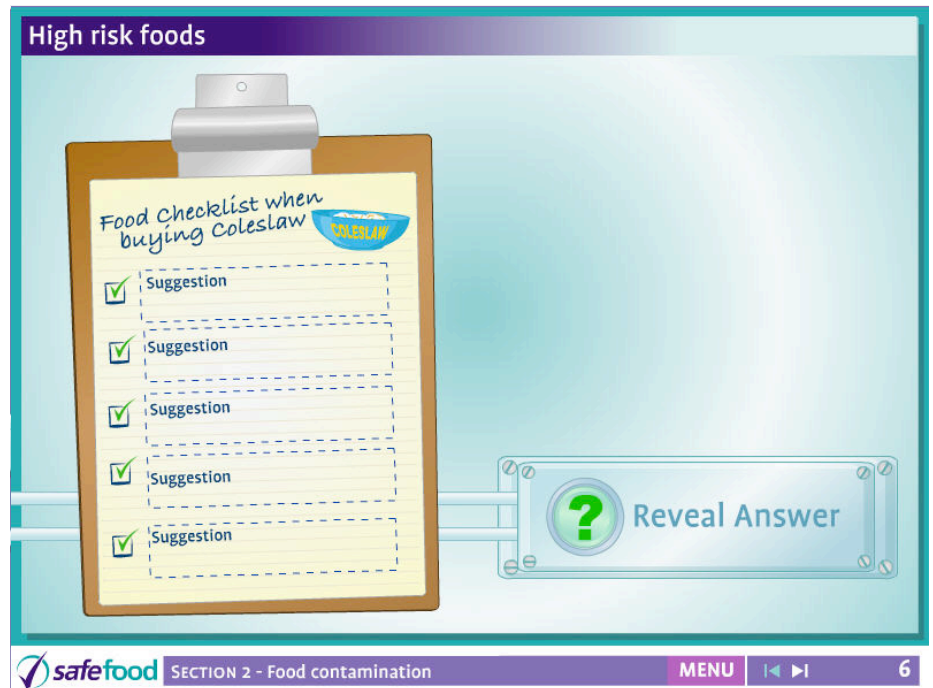 High risk foods
Food Checklist when
buying Coleslaw
COLESLAW
Suggestion
Suggestion
Suggestion
Suggestion
Suggestion
? Reveal Answer
safefood SECTION 2 - Food contamination MENU 6